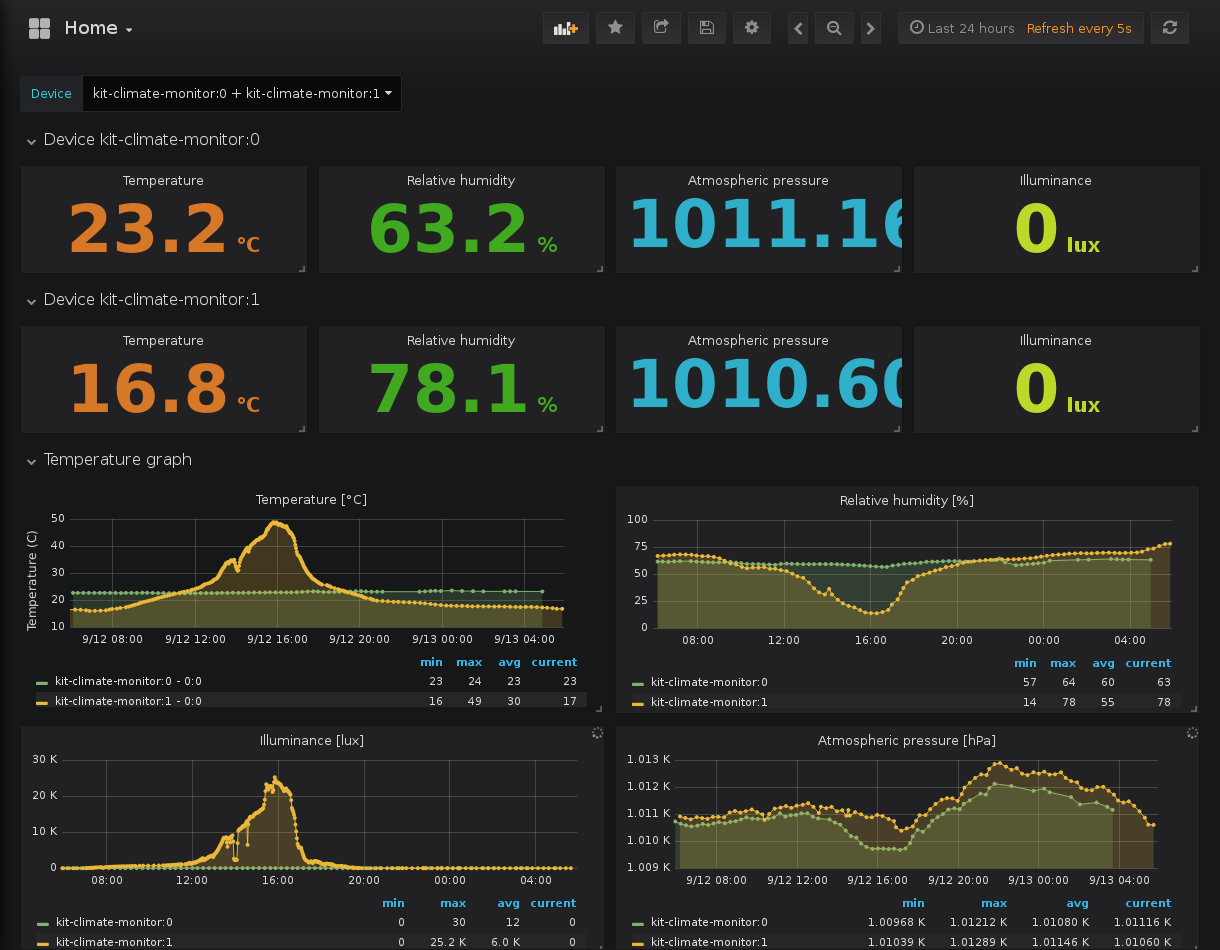 Home
Last 24 hours Refresh every 5s
Device kit-climate-monitor:0 + kit-climate-monitor:1
Device kit-climate-monitor:0
Temperature Relative humidity Atmospheric pressure Illuminance
23.2 °C 63.2 % 1011.16 0 lux
Device kit-climate-monitor:1
Temperature Relative humidity Atmospheric pressure Illuminance
16.8 °C 78.1 % 1010.60 0 lux
Temperature graph
Temperature [°C]
Temperature (C)
50
40
30
20
10
9/12 08:00 9/12 12:00 9/12 16:00 9/12 20:00 9/13 00:00 9/13 04:00
min max avg current
kit-climate-monitor:0 - 0:0 23 24 23 23
kit-climate-monitor:1 - 0:0 16 49 30 17
Relative humidity [%]
100
75
50
25
0
08:00 12:00 16:00 20:00 00:00 04:00
min max avg current
kit-climate-monitor:0 57 64 60 63
kit-climate-monitor:1 14 78 55 78
Illuminance [lux]
30 K
20 K
10 K
0
08:00 12:00 16:00 20:00 00:00 04:00
min max avg current
kit-climate-monitor:0 0 30 12 0
kit-climate-monitor:1 0 25.2 K 6.0 K 0
Atmospheric pressure [hPa]
1.013 K
1.012 K
1.011 K
1.010 K
1.009 K
9/12 08:00 9/12 12:00 9/12 16:00 9/12 20:00 9/13 00:00 9/13 04:00
min max avg current
kit-climate-monitor:0 1.00968 K 1.01212 K 1.01080 K 1.01116 K
kit-climate-monitor:1 1.01039 K 1.01289 K 1.01146 K 1.01060 K